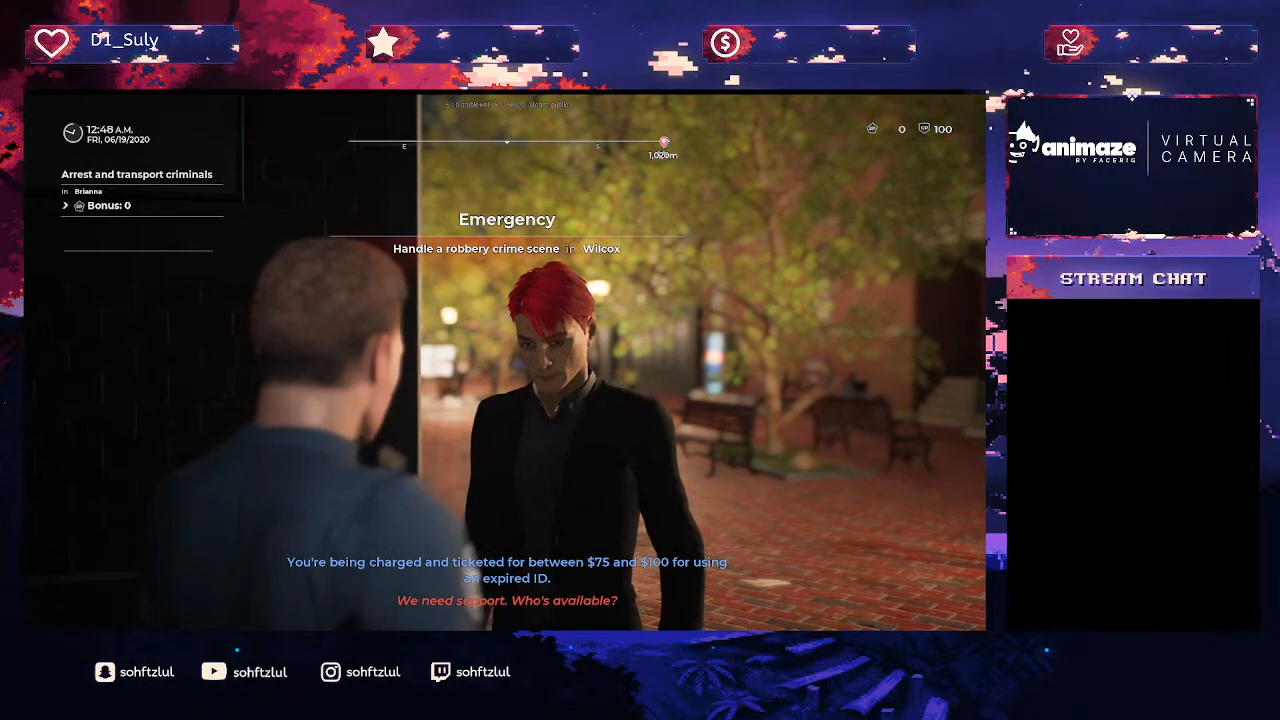 D1_Suly
12:48 A.M.
FRI, 06/19/2020
E
S
1,020m
0
100
Arrest and transport criminals
in Brianna
Bonus: 0
Emergency
Handle a robbery crime scene in Wilcox
You're being charged and ticketed for between $75 and $100 for using
an expired ID.
We need support. Who's available?
animaze
BY FACERIG
VIRTUAL
CAMERA
STREAM CHAT
sohftzlul
sohftzlul
sohftzlul
sohftzlul